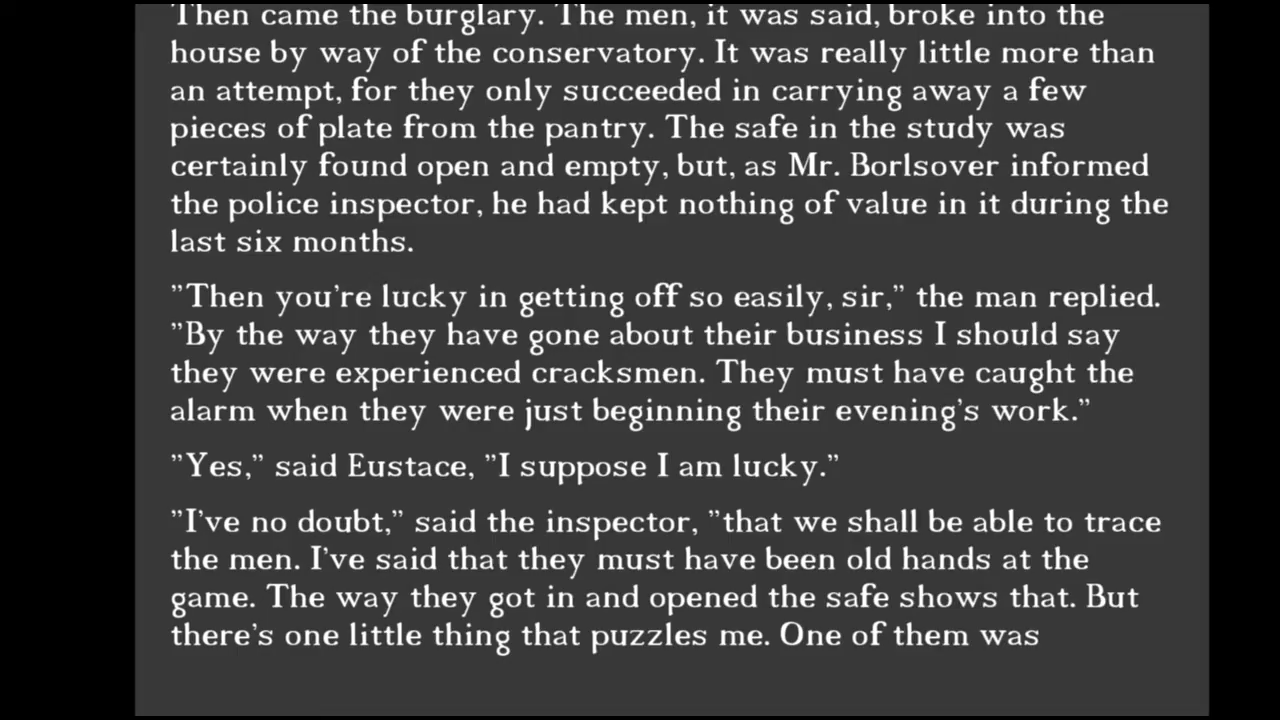 Then came the burglary. The men, it was said, broke into the
house by way of the conservatory. It was really little more than
an attempt, for they only succeeded in carrying away a few
pieces of plate from the pantry. The safe in the study was
certainly found open and empty, but, as Mr. Borlsover informed
the police inspector, he had kept nothing of value in it during the
last six months.
”Then you’re lucky in getting off so easily, sir,” the man replied.
”By the way they have gone about their business I should say
they were experienced cracksmen. They must have caught the
alarm when they were just beginning their evening’s work.”
”Yes,” said Eustace, ”I suppose I am lucky.”
”I’ve no doubt,” said the inspector, ”that we shall be able to trace
the men. I’ve said that they must have been old hands at the
game. The way they got in and opened the safe shows that. But
there’s one little thing that puzzles me. One of them was